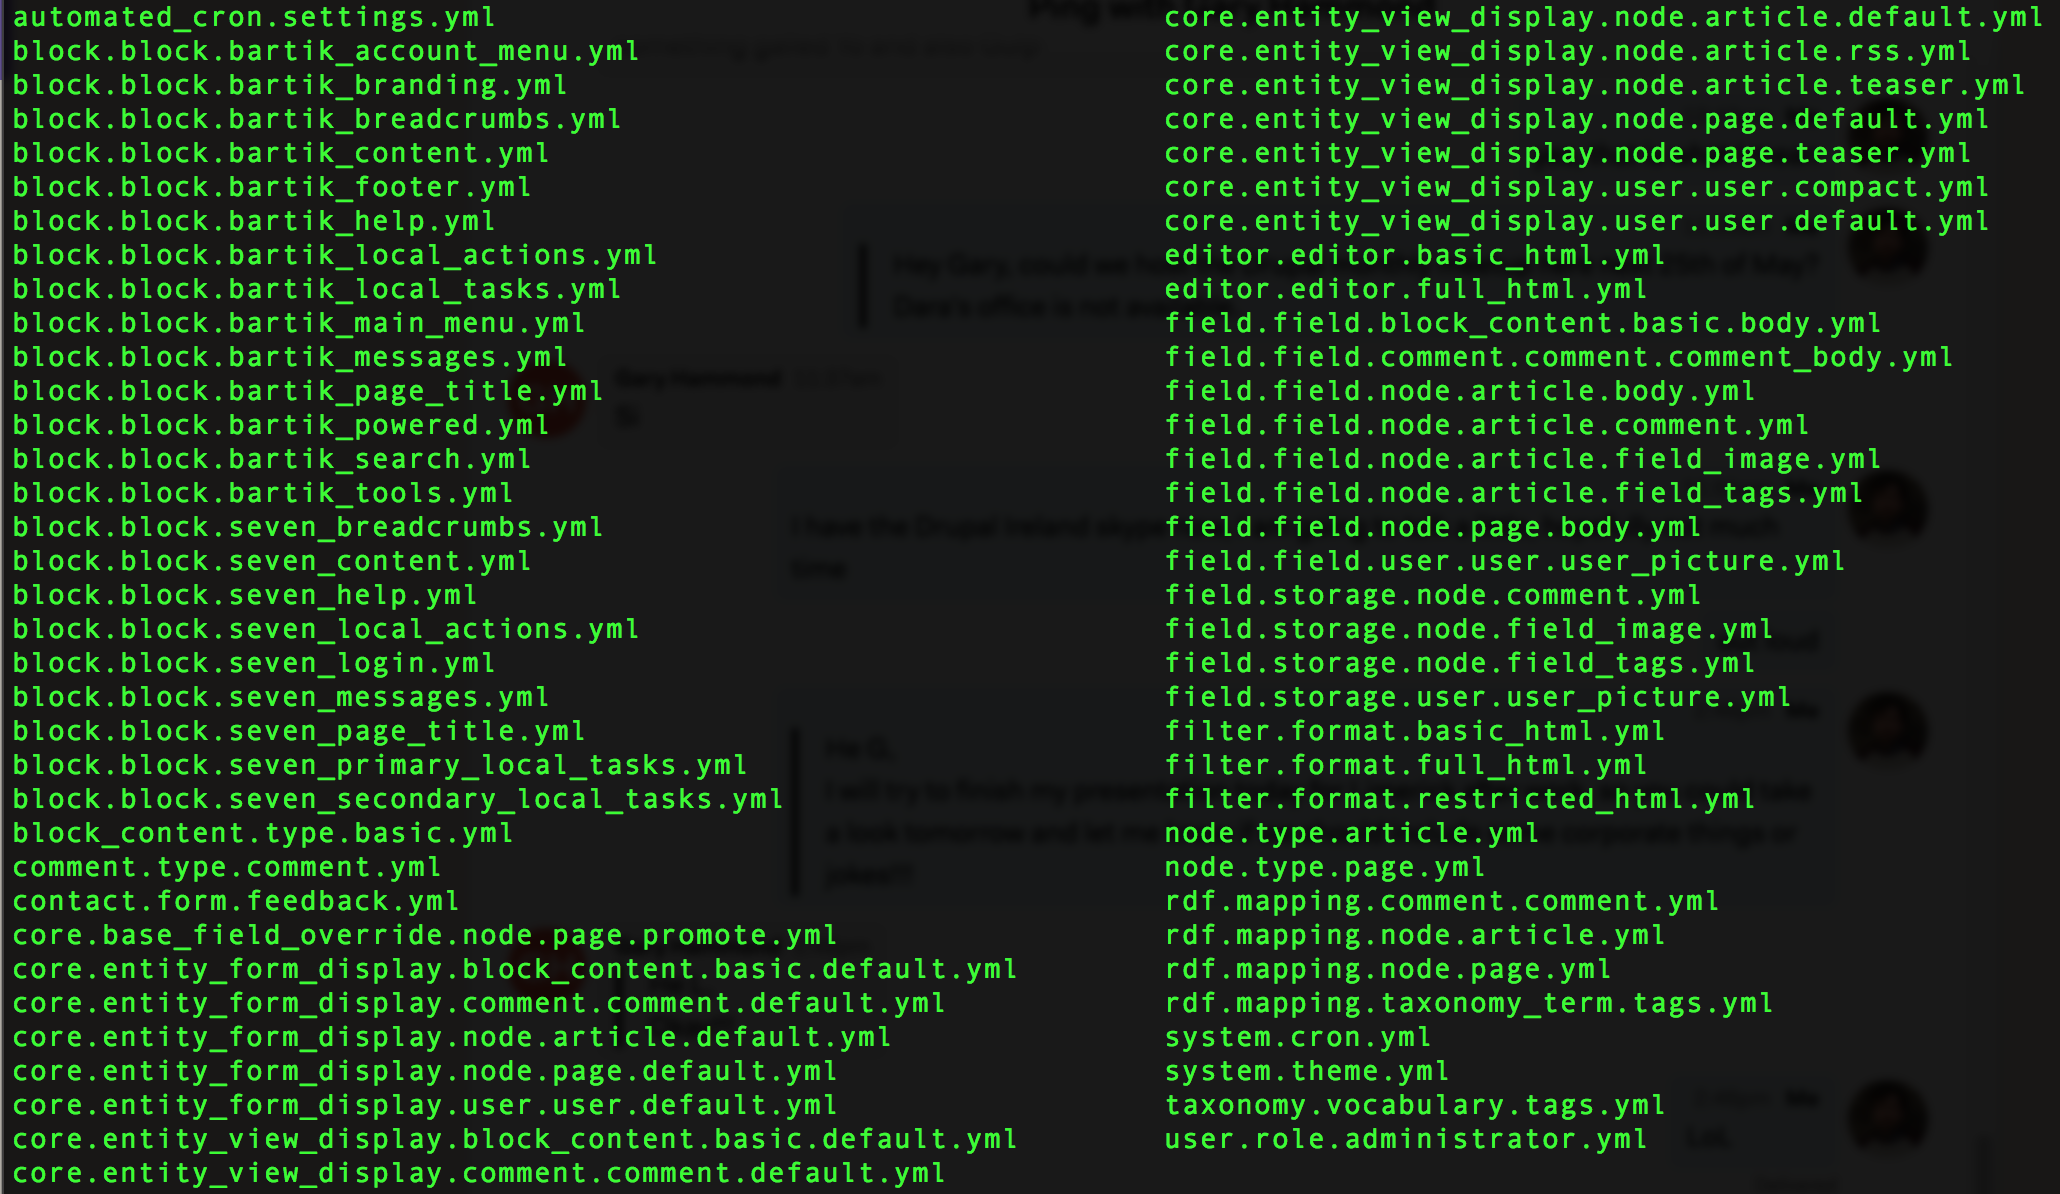 automated_cron.settings.yml
block.block.bartik_account_menu.yml
block.block.bartik_branding.yml
block.block.bartik_breadcrumbs.yml
block.block.bartik_content.yml
block.block.bartik_footer.yml
block.block.bartik_help.yml
block.block.bartik_local_actions.yml
block.block.bartik_local_tasks.yml
block.block.bartik_main_menu.yml
block.block.bartik_messages.yml
block.block.bartik_page_title.yml
block.block.bartik_powered.yml
block.block.bartik_search.yml
block.block.bartik_tools.yml
block.block.seven_breadcrumbs.yml
block.block.seven_content.yml
block.block.seven_help.yml
block.block.seven_local_actions.yml
block.block.seven_login.yml
block.block.seven_messages.yml
block.block.seven_page_title.yml
block.block.seven_primary_local_tasks.yml
block.block.seven_secondary_local_tasks.yml
block_content.type.basic.yml
comment.type.comment.yml
contact.form.feedback.yml
core.base_field_override.node.page.promote.yml
core.entity_form_display.block_content.basic.default.yml
core.entity_form_display.comment.comment.default.yml
core.entity_form_display.node.article.default.yml
core.entity_form_display.node.page.default.yml
core.entity_form_display.user.user.default.yml
core.entity_view_display.block_content.basic.default.yml
core.entity_view_display.comment.comment.default.yml
core.entity_view_display.node.article.default.yml
core.entity_view_display.node.article.rss.yml
core.entity_view_display.node.article.teaser.yml
core.entity_view_display.node.page.default.yml
core.entity_view_display.node.page.teaser.yml
core.entity_view_display.user.user.compact.yml
core.entity_view_display.user.user.default.yml
editor.editor.basic_html.yml
editor.editor.full_html.yml
field.field.block_content.basic.body.yml
field.field.comment.comment.comment_body.yml
field.field.node.article.body.yml
field.field.node.article.comment.yml
field.field.node.article.field_image.yml
field.field.node.article.field_tags.yml
field.field.node.page.body.yml
field.field.user.user.user_picture.yml
field.storage.node.comment.yml
field.storage.node.field_image.yml
field.storage.node.field_tags.yml
field.storage.user.user_picture.yml
filter.format.basic_html.yml
filter.format.full_html.yml
filter.format.restricted_html.yml
node.type.article.yml
node.type.page.yml
rdf.mapping.comment.comment.yml
rdf.mapping.node.article.yml
rdf.mapping.node.page.yml
rdf.mapping.taxonomy_term.tags.yml
system.cron.yml
system.theme.yml
taxonomy.vocabulary.tags.yml
user.role.administrator.yml